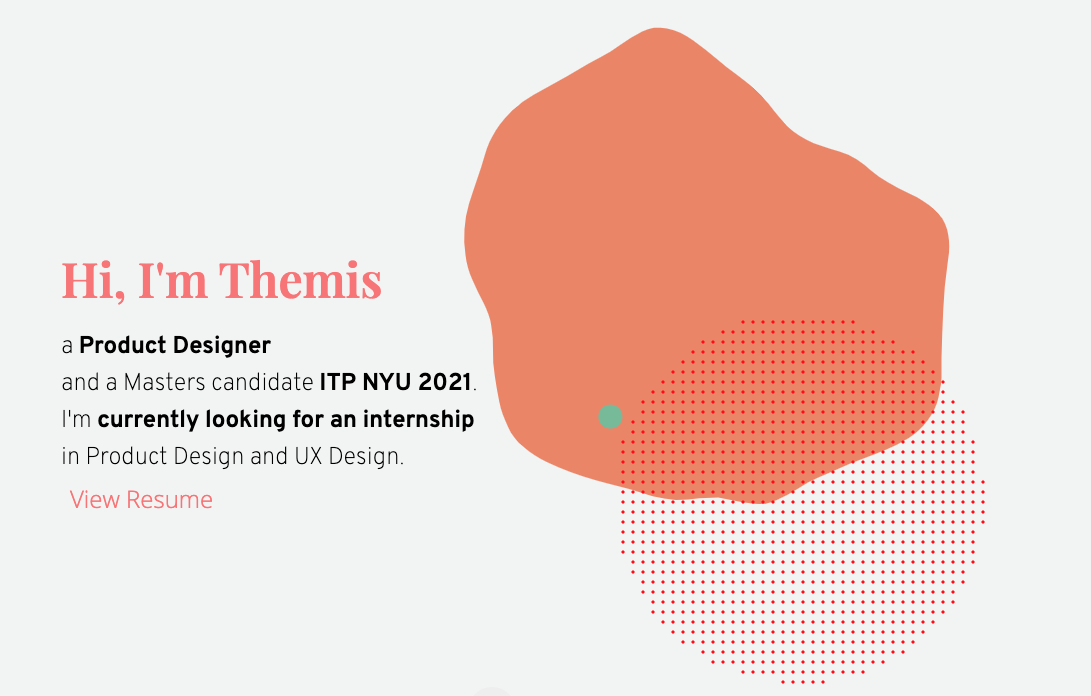 Hi, I'm Themis
a Product Designer
and a Masters candidate ITP NYU 2021.
I'm currently looking for an internship
in Product Design and UX Design.
View Resume